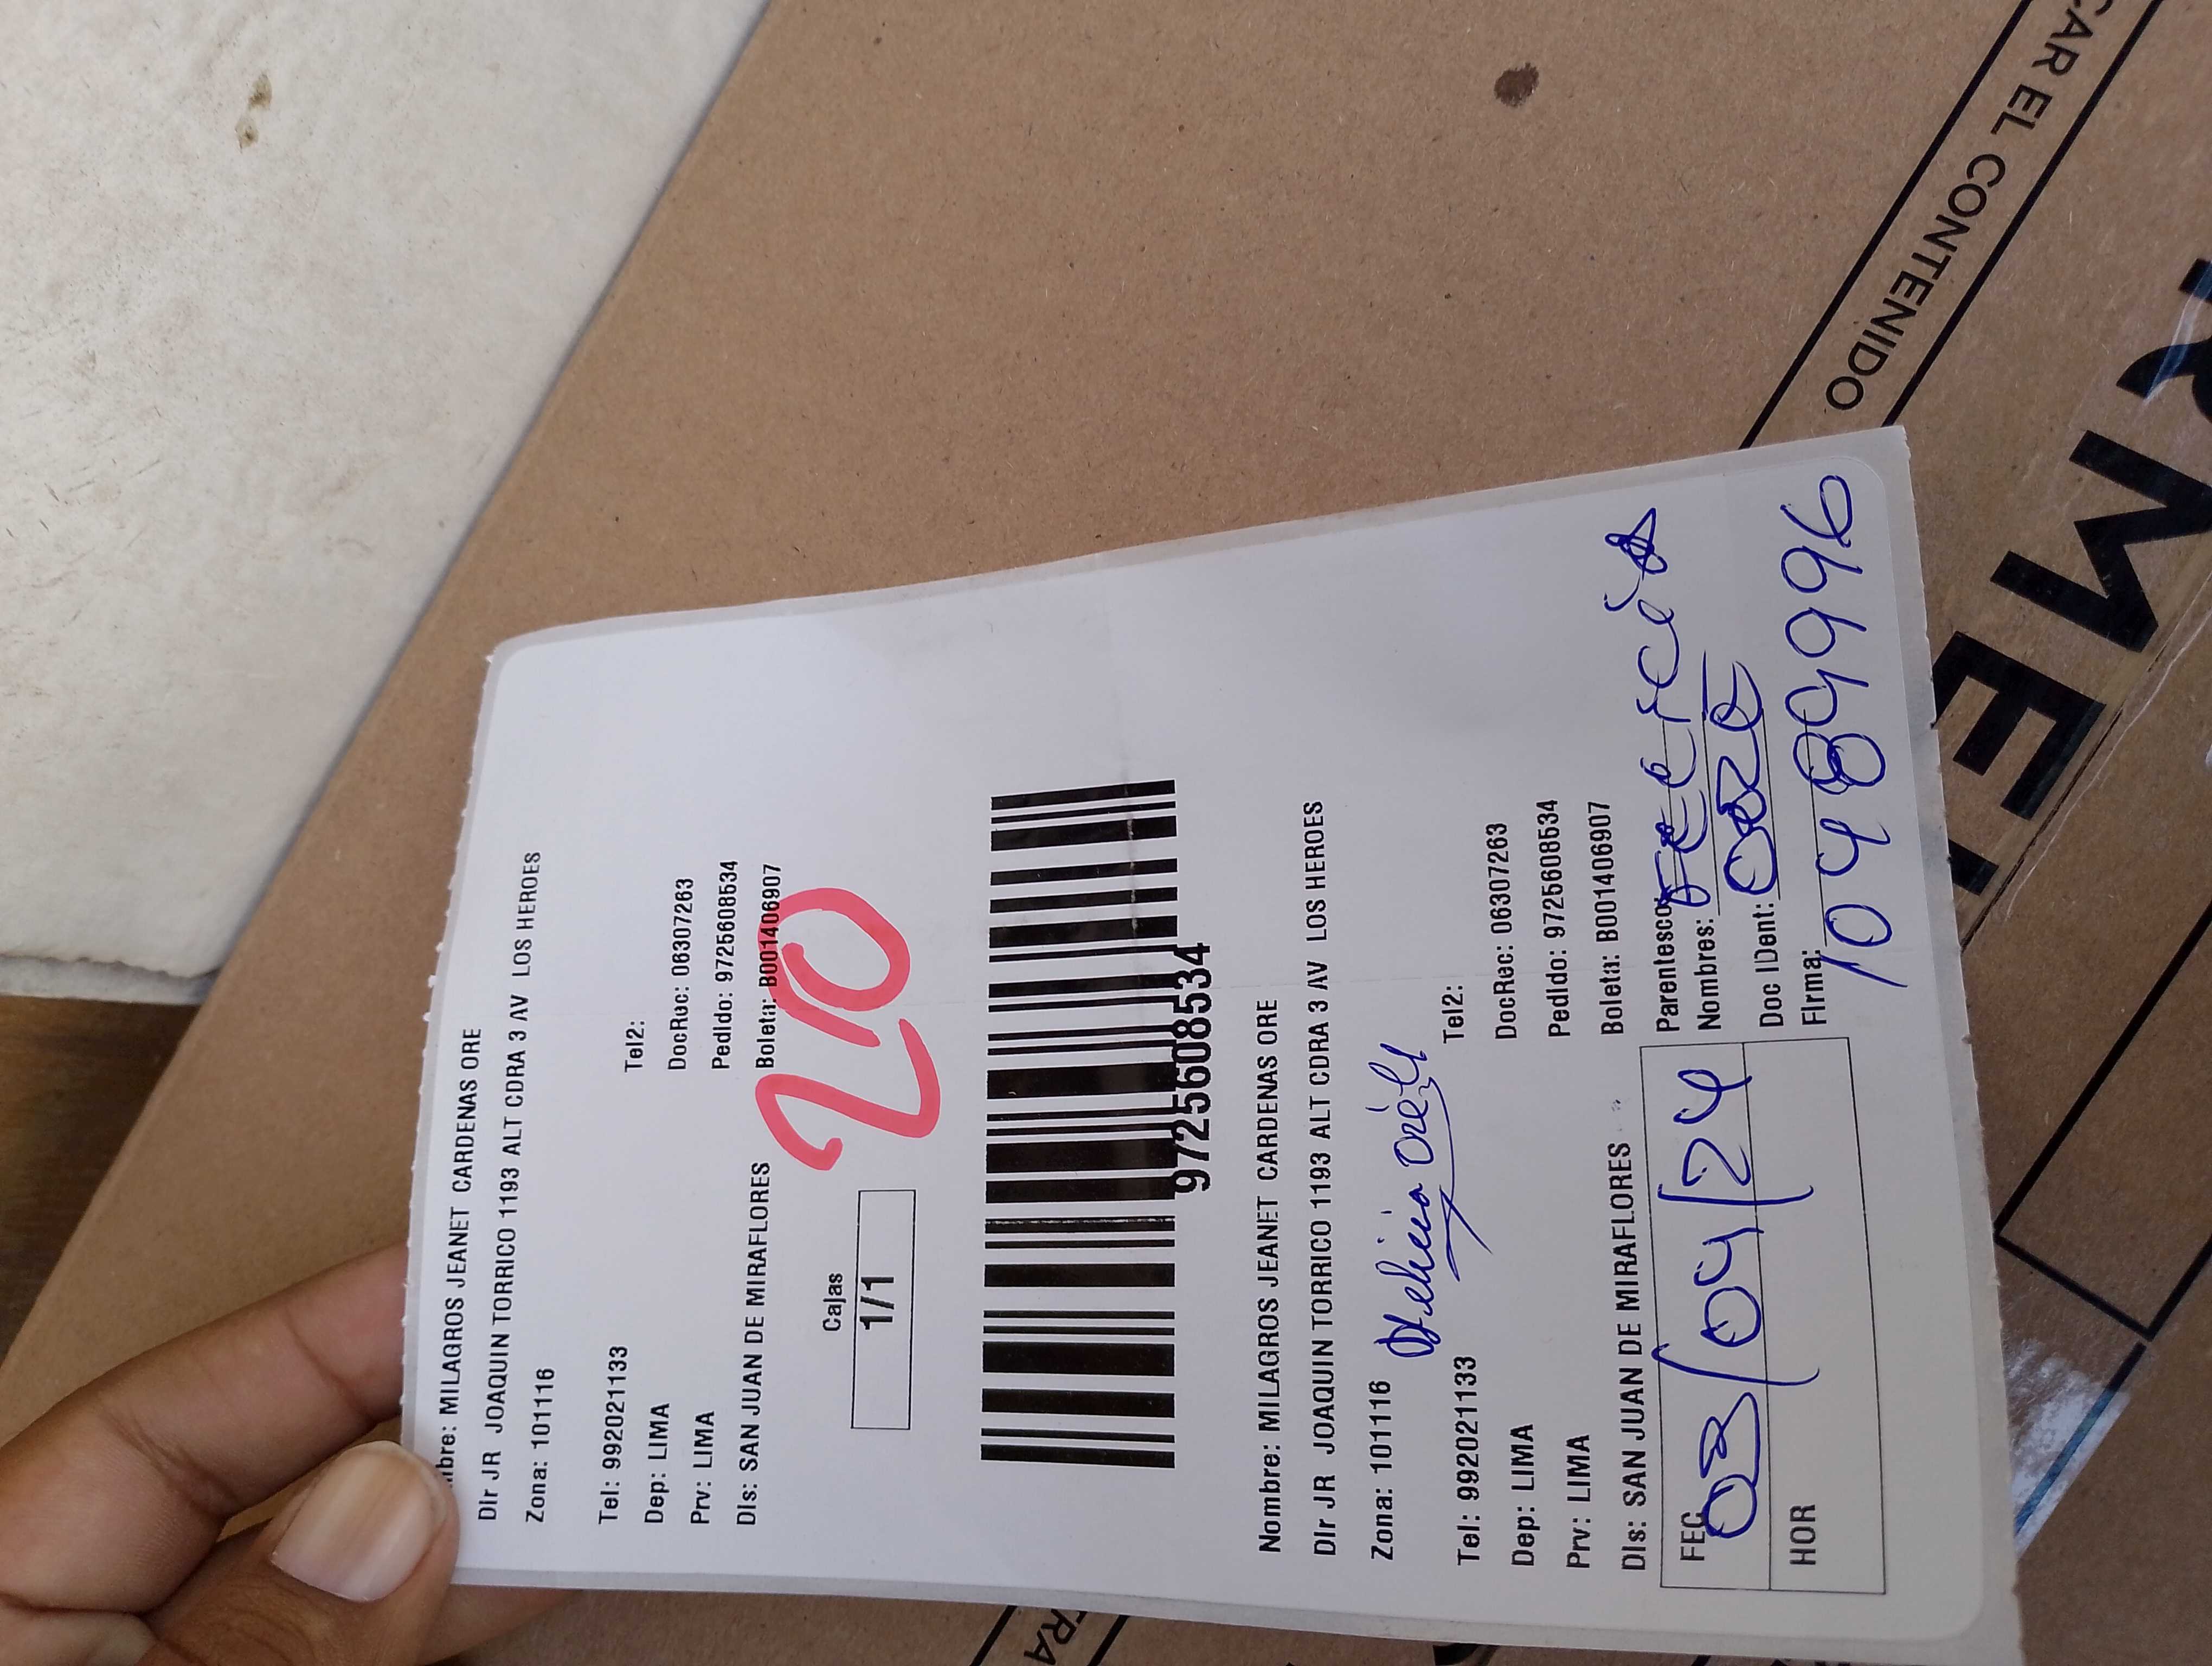 mbre: MILAGROS JEANET CARDENAS ORE
Dir JR JOAQUIN TORRICO 1193 ALT CDRA 3 AV LOS HEROES
Zona: 101116
Tel: 992021133 Tel2:
Dep: LIMA DocRec: 06307263
Prv: LIMA Pedido: 9725608534
Dis: SAN JUAN DE MIRAFLORES Boleta: B001406907
210
Cajas
1/1
9725608534
Nombre: MILAGROS JEANET CARDENAS ORE
Dir JR JOAQUIN TORRICO 1193 ALT CDRA 3 AV LOS HEROES
Zona: 101116
Tel: 992021133 Tel2:
Dep: LIMA DocRec: 06307263
Prv: LIMA Pedido: 9725608534
Dis: SAN JUAN DE MIRAFLORES Boleta: B001406907
FEC 03/04/24
HOR
Parentesco:
Nombres:
Doc IDent:
Firma: 10489996
CAR EL CONTENIDO
TRA